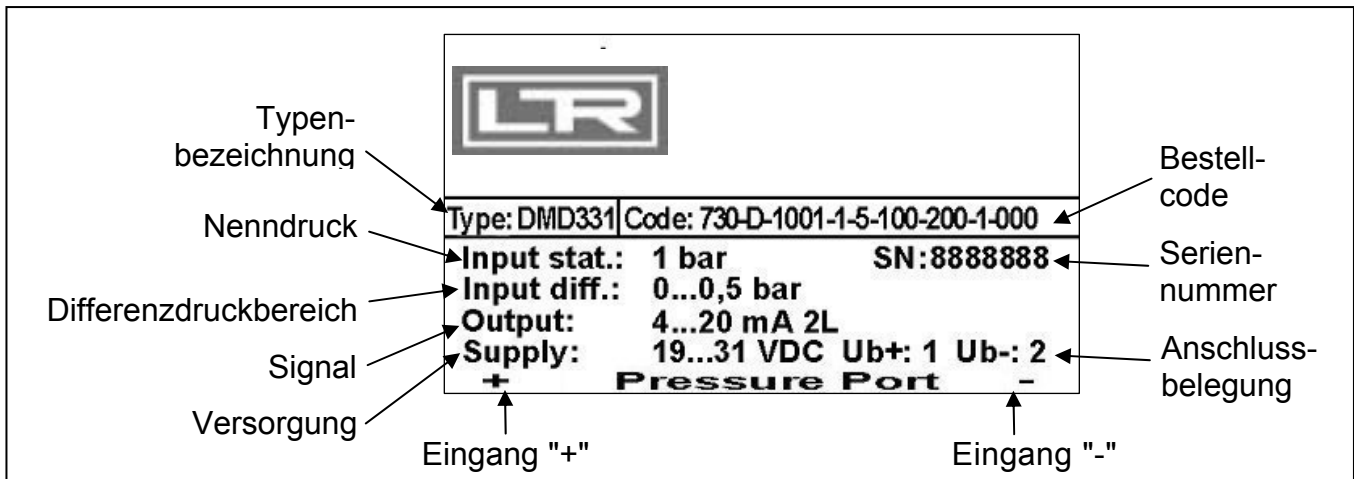 LTR
Typen-
bezeichnung
Nenndruck
Differenzdruckbereich
Signal
Versorgung
Type: DMD331 Code: 730-D-1001-1-5-100-200-1-000
Input stat.: 1 bar SN:8888888
Input diff.: 0...0,5 bar
Output: 4...20 mA 2L
Supply: 19...31 VDC Ub+: 1 Ub-: 2
+ Pressure Port -
Bestell-
code
Serien-
nummer
Anschluss-
belegung
Eingang "+"
Eingang "-"